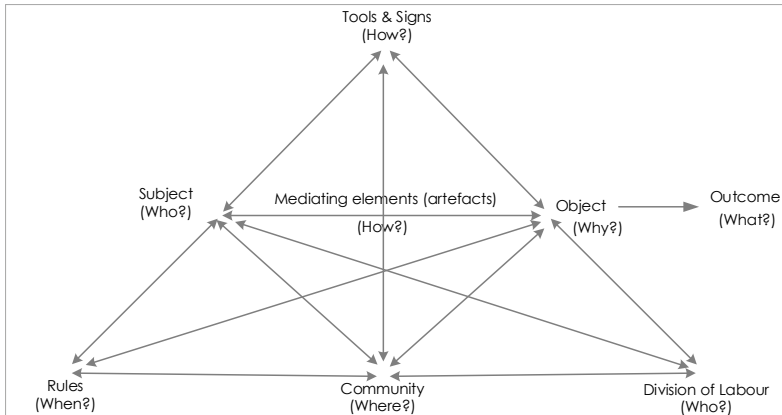 Tools & Signs
(How?)
Subject
(Who?)
Mediating elements (artefacts)
(How?)
Object
(Why?)
Outcome
(What?)
Rules
(When?)
Community
(Where?)
Division of Labour
(Who?)